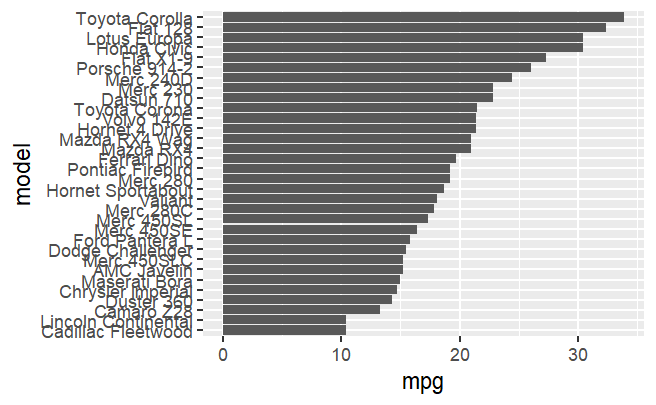 Toyota Corolla
Fiat 128
Lotus Europa
Honda Civic
Fiat X1-9
Porsche 914-2
Merc 240D
Merc 230
Datsun 710
Toyota Corona
Volvo 142E
Hornet 4 Drive
Mazda RX4 Wag
Mazda RX4
Ferrari Dino
Pontiac Firebird
Merc 280
Hornet Sportabout
Valiant
Merc 280C
Merc 450SL
Merc 450SE
Ford Pantera L
Dodge Challenger
Merc 450SLC
AMC Javelin
Maserati Bora
Chrysler Imperial
Duster 360
Camaro Z28
Lincoln Continental
Cadillac Fleetwood
model
0 10 20 30
mpg